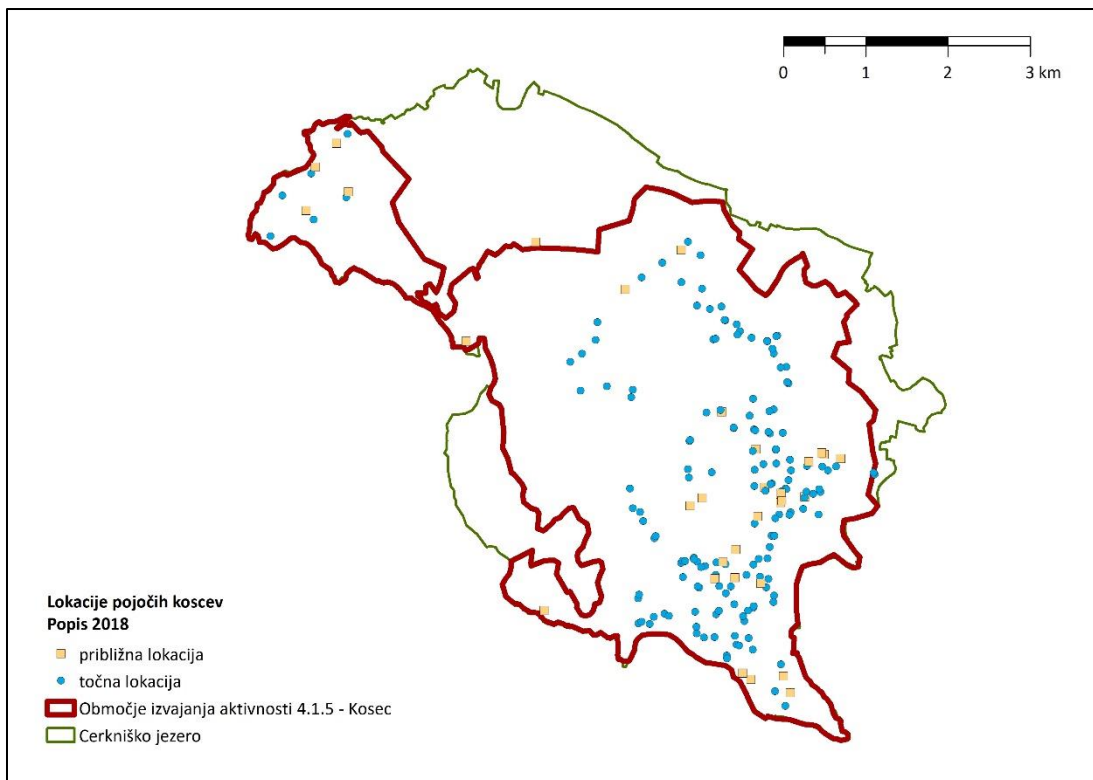 0 1 2 3 km
Lokacije pojočih koscev
Popis 2018
približna lokacija
točna lokacija
Območje izvajanja aktivnosti 4.1.5 - Kosec
Cerkniško jezero